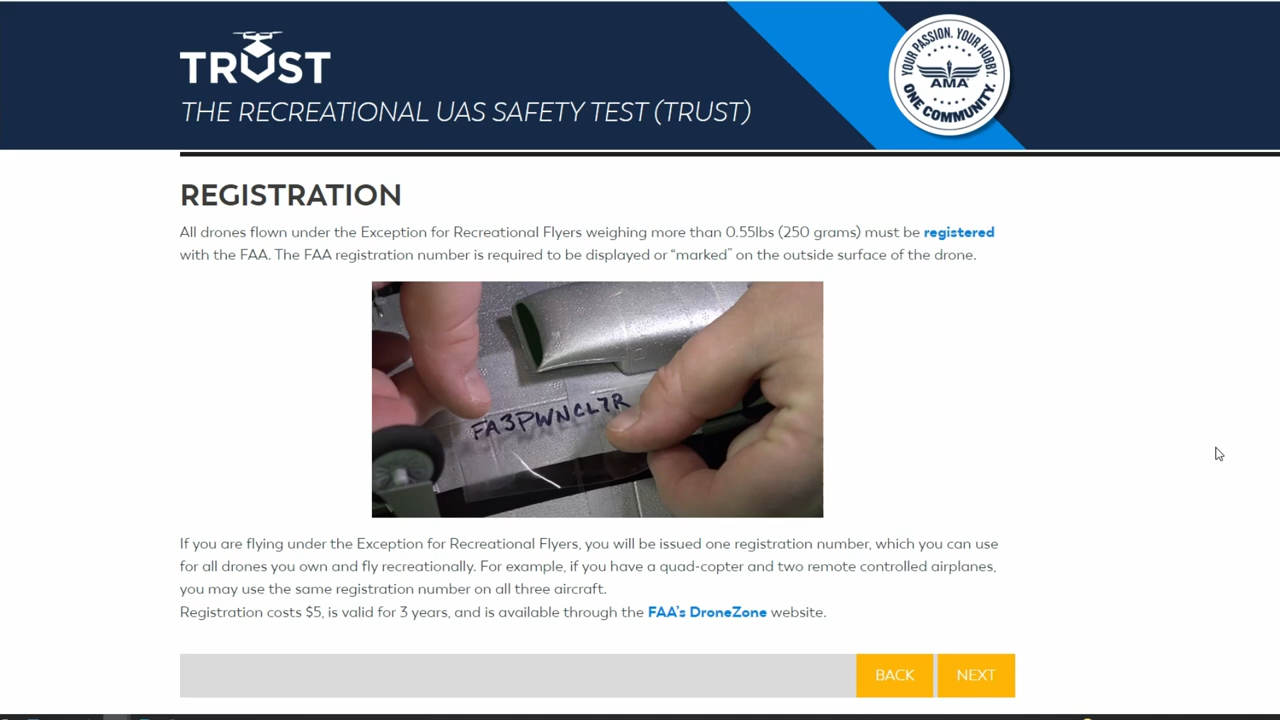 TRUST
THE RECREATIONAL UAS SAFETY TEST (TRUST)
YOUR PASSION. YOUR HOBBY.
AMA
ONE COMMUNITY.
REGISTRATION
All drones flown under the Exception for Recreational Flyers weighing more than 0.55lbs (250 grams) must be registered
with the FAA. The FAA registration number is required to be displayed or “marked” on the outside surface of the drone.
FA3PWNCL7R
If you are flying under the Exception for Recreational Flyers, you will be issued one registration number, which you can use
for all drones you own and fly recreationally. For example, if you have a quad-copter and two remote controlled airplanes,
you may use the same registration number on all three aircraft.
Registration costs $5, is valid for 3 years, and is available through the FAA’s DroneZone website.
BACK NEXT